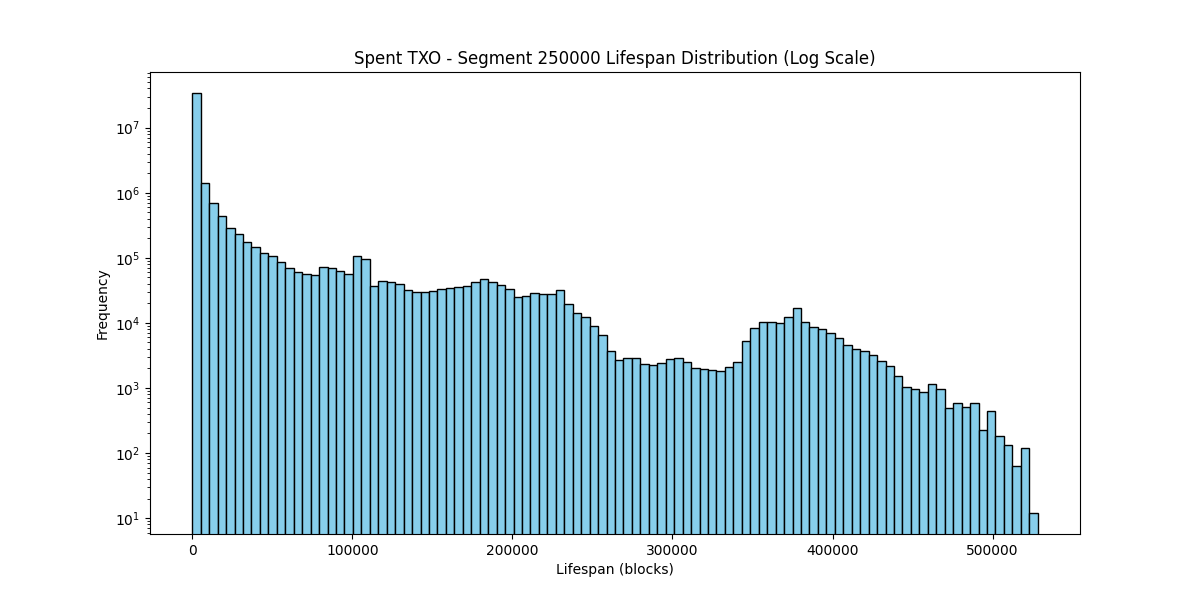 Spent TXO - Segment 250000 Lifespan Distribution (Log Scale)
Frequency
10⁷
10⁶
10⁵
10⁴
10³
10²
10¹
0 100000 200000 300000 400000 500000
Lifespan (blocks)